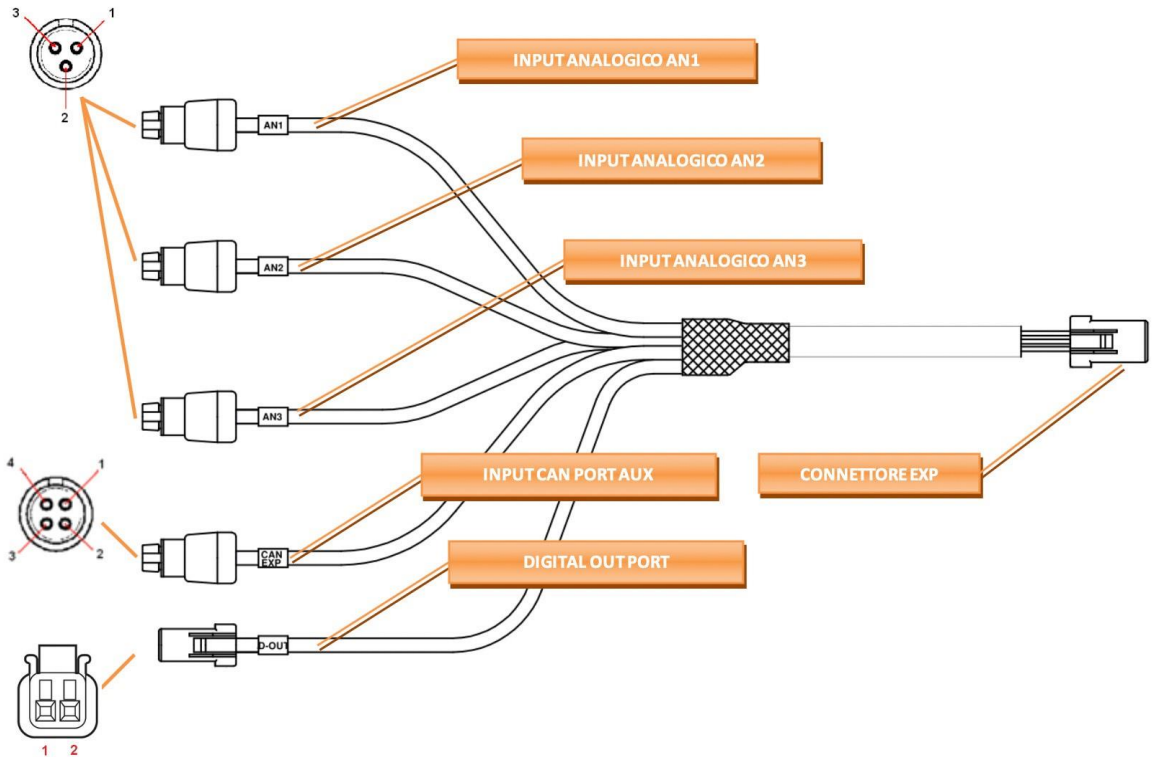 3 1
2
INPUT ANALOGICO AN1
AN1
INPUT ANALOGICO AN2
AN2
INPUT ANALOGICO AN3
AN3
4 1
3 2
INPUT CAN PORT AUX
CONNETTORE EXP
CAN
EXP
DIGITAL OUT PORT
D-OUT
1 2